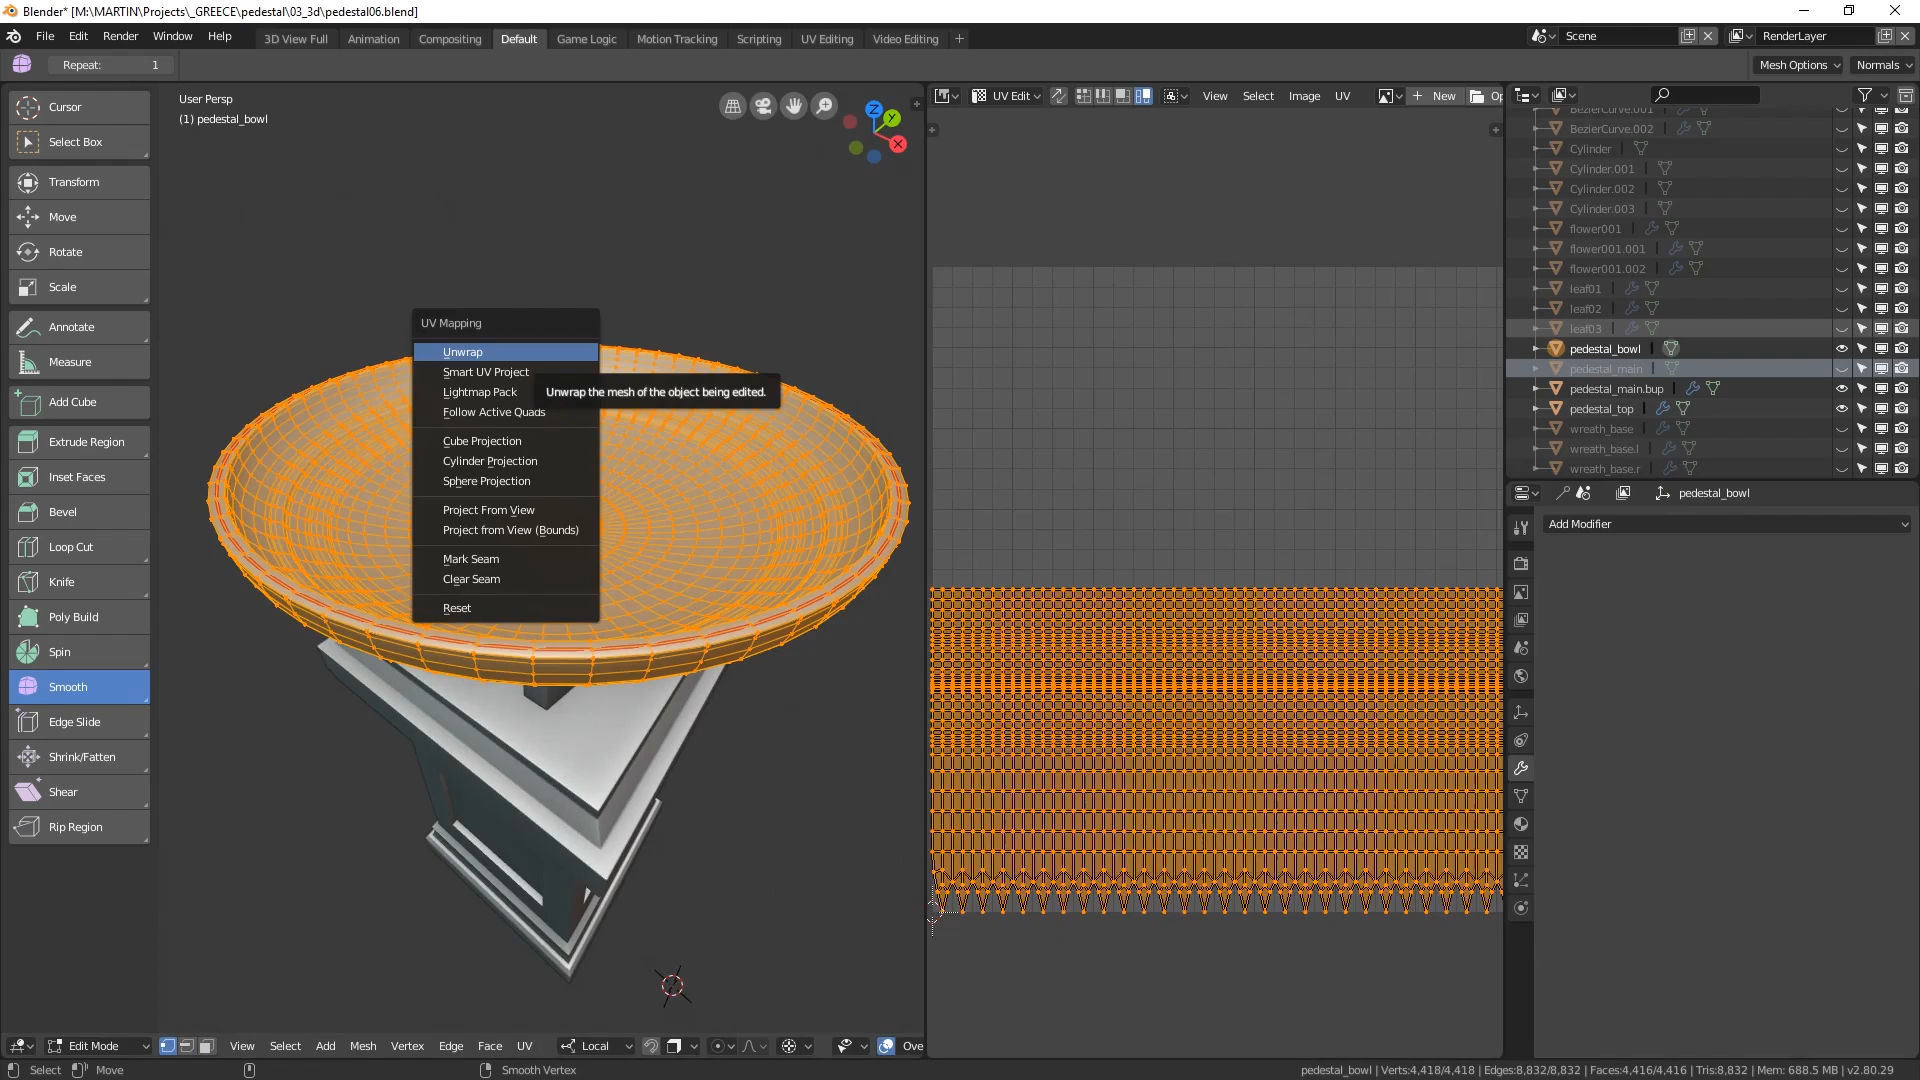 Blender* [M:\MARTIN\Projects\_GREECE\pedestal\03_3d\pedestal06.blend]
File Edit Render Window Help
3D View Full Animation Compositing Default Game Logic Motion Tracking Scripting UV Editing Video Editing
Scene
RenderLayer
Repeat: 1
Mesh Options Normals
Cursor
Select Box
Transform
Move
Rotate
Scale
Annotate
Measure
Add Cube
Extrude Region
Inset Faces
Bevel
Loop Cut
Knife
Poly Build
Spin
Smooth
Edge Slide
Shrink/Fatten
Shear
Rip Region
User Persp
(1) pedestal_bowl
Z
Y
X
UV Mapping
Unwrap
Smart UV Project
Lightmap Pack
Follow Active Quads
Cube Projection
Cylinder Projection
Sphere Projection
Project From View
Project from View (Bounds)
Mark Seam
Clear Seam
Reset
Unwrap the mesh of the object being edited.
UV Edit View Select Image UV New Op
BezierCurve.001
BezierCurve.002
Cylinder
Cylinder.001
Cylinder.002
Cylinder.003
flower001
flower001.001
flower001.002
leaf01
leaf02
leaf03
pedestal_bowl
pedestal_main
pedestal_main.bup
pedestal_top
wreath_base
wreath_base.l
wreath_base.r
pedestal_bowl
Add Modifier
Edit Mode View Select Add Mesh Vertex Edge Face UV Local Ove
Select Move Smooth Vertex
pedestal_bowl | Verts:4,418/4,418 | Edges:8,832/8,832 | Faces:4,416/4,416 | Tris:8,832 | Mem: 688.5 MB | v2.80.29